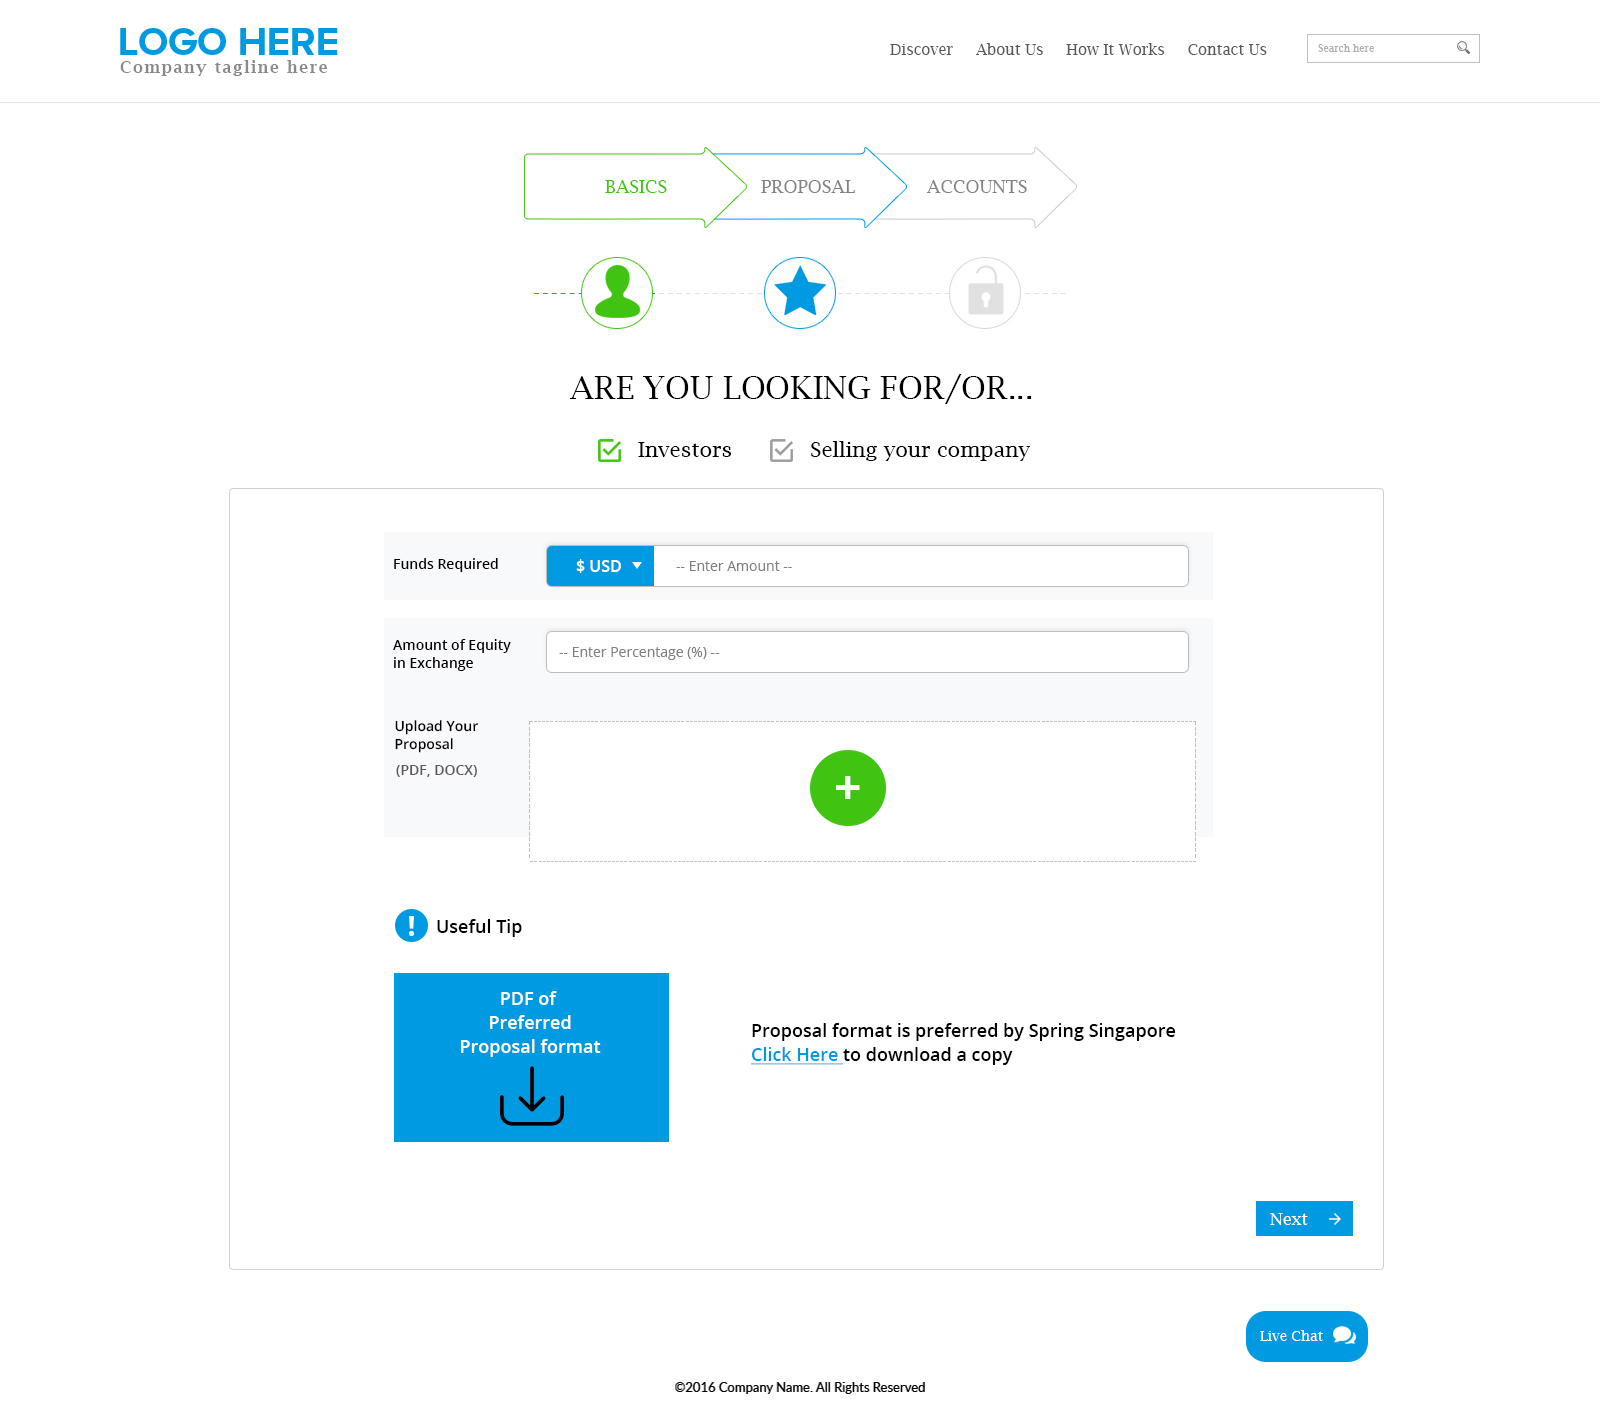 LOGO HERE
Company tagline here
Discover About Us How It Works Contact Us Search here
BASICS PROPOSAL ACCOUNTS
ARE YOU LOOKING FOR/OR...
Investors Selling your company
Funds Required $ USD -- Enter Amount --
Amount of Equity
in Exchange
-- Enter Percentage (%) --
Upload Your
Proposal
(PDF, DOCX)
Useful Tip
PDF of
Preferred
Proposal format
Proposal format is preferred by Spring Singapore
Click Here to download a copy
Next
Live Chat
©2016 Company Name. All Rights Reserved